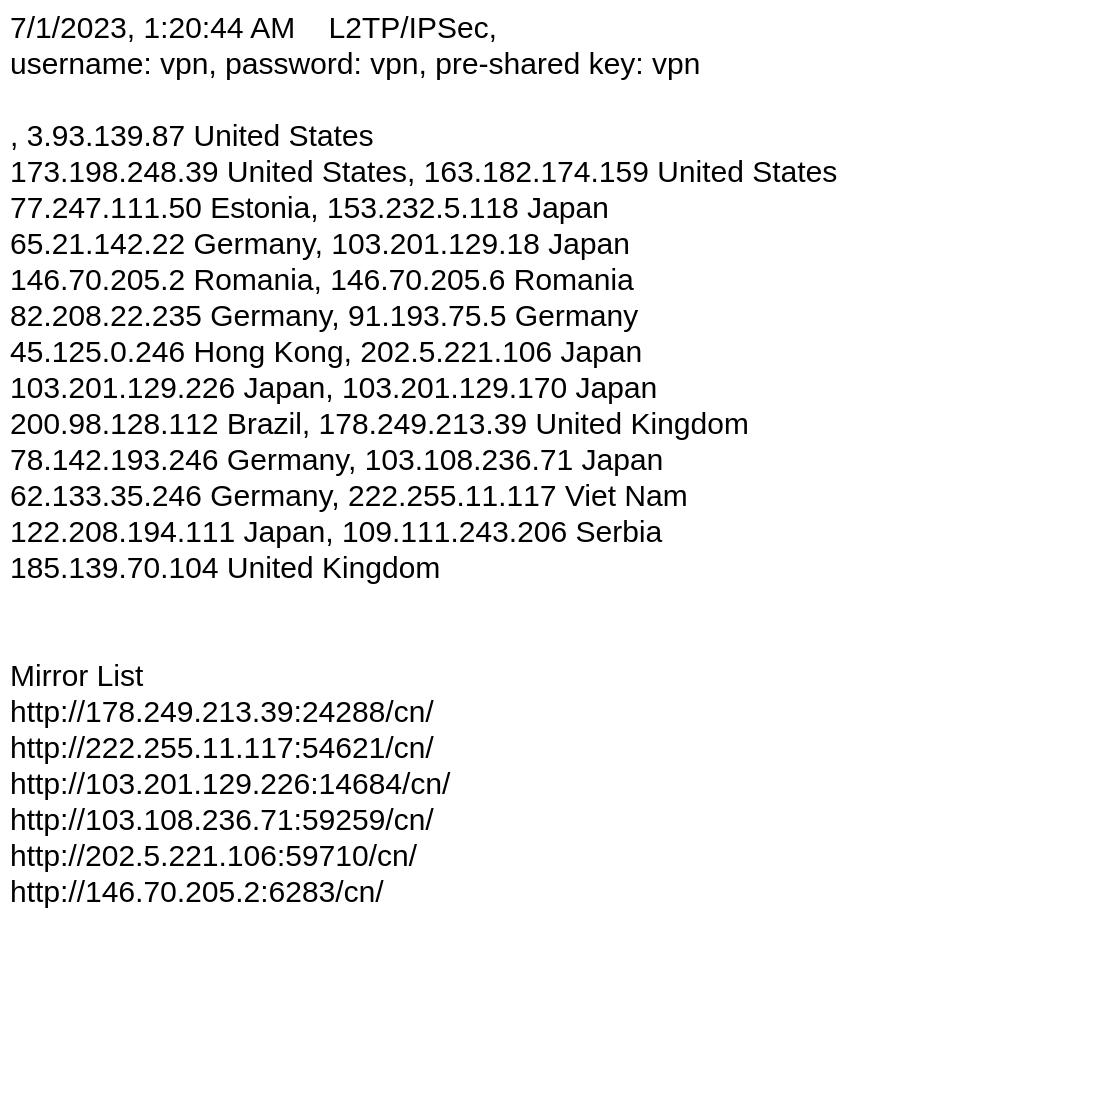 7/1/2023, 1:20:44 AM    L2TP/IPSec,
username: vpn, password: vpn, pre-shared key: vpn
, 3.93.139.87 United States
173.198.248.39 United States, 163.182.174.159 United States
77.247.111.50 Estonia, 153.232.5.118 Japan
65.21.142.22 Germany, 103.201.129.18 Japan
146.70.205.2 Romania, 146.70.205.6 Romania
82.208.22.235 Germany, 91.193.75.5 Germany
45.125.0.246 Hong Kong, 202.5.221.106 Japan
103.201.129.226 Japan, 103.201.129.170 Japan
200.98.128.112 Brazil, 178.249.213.39 United Kingdom
78.142.193.246 Germany, 103.108.236.71 Japan
62.133.35.246 Germany, 222.255.11.117 Viet Nam
122.208.194.111 Japan, 109.111.243.206 Serbia
185.139.70.104 United Kingdom
Mirror List
http://178.249.213.39:24288/cn/
http://222.255.11.117:54621/cn/
http://103.201.129.226:14684/cn/
http://103.108.236.71:59259/cn/
http://202.5.221.106:59710/cn/
http://146.70.205.2:6283/cn/